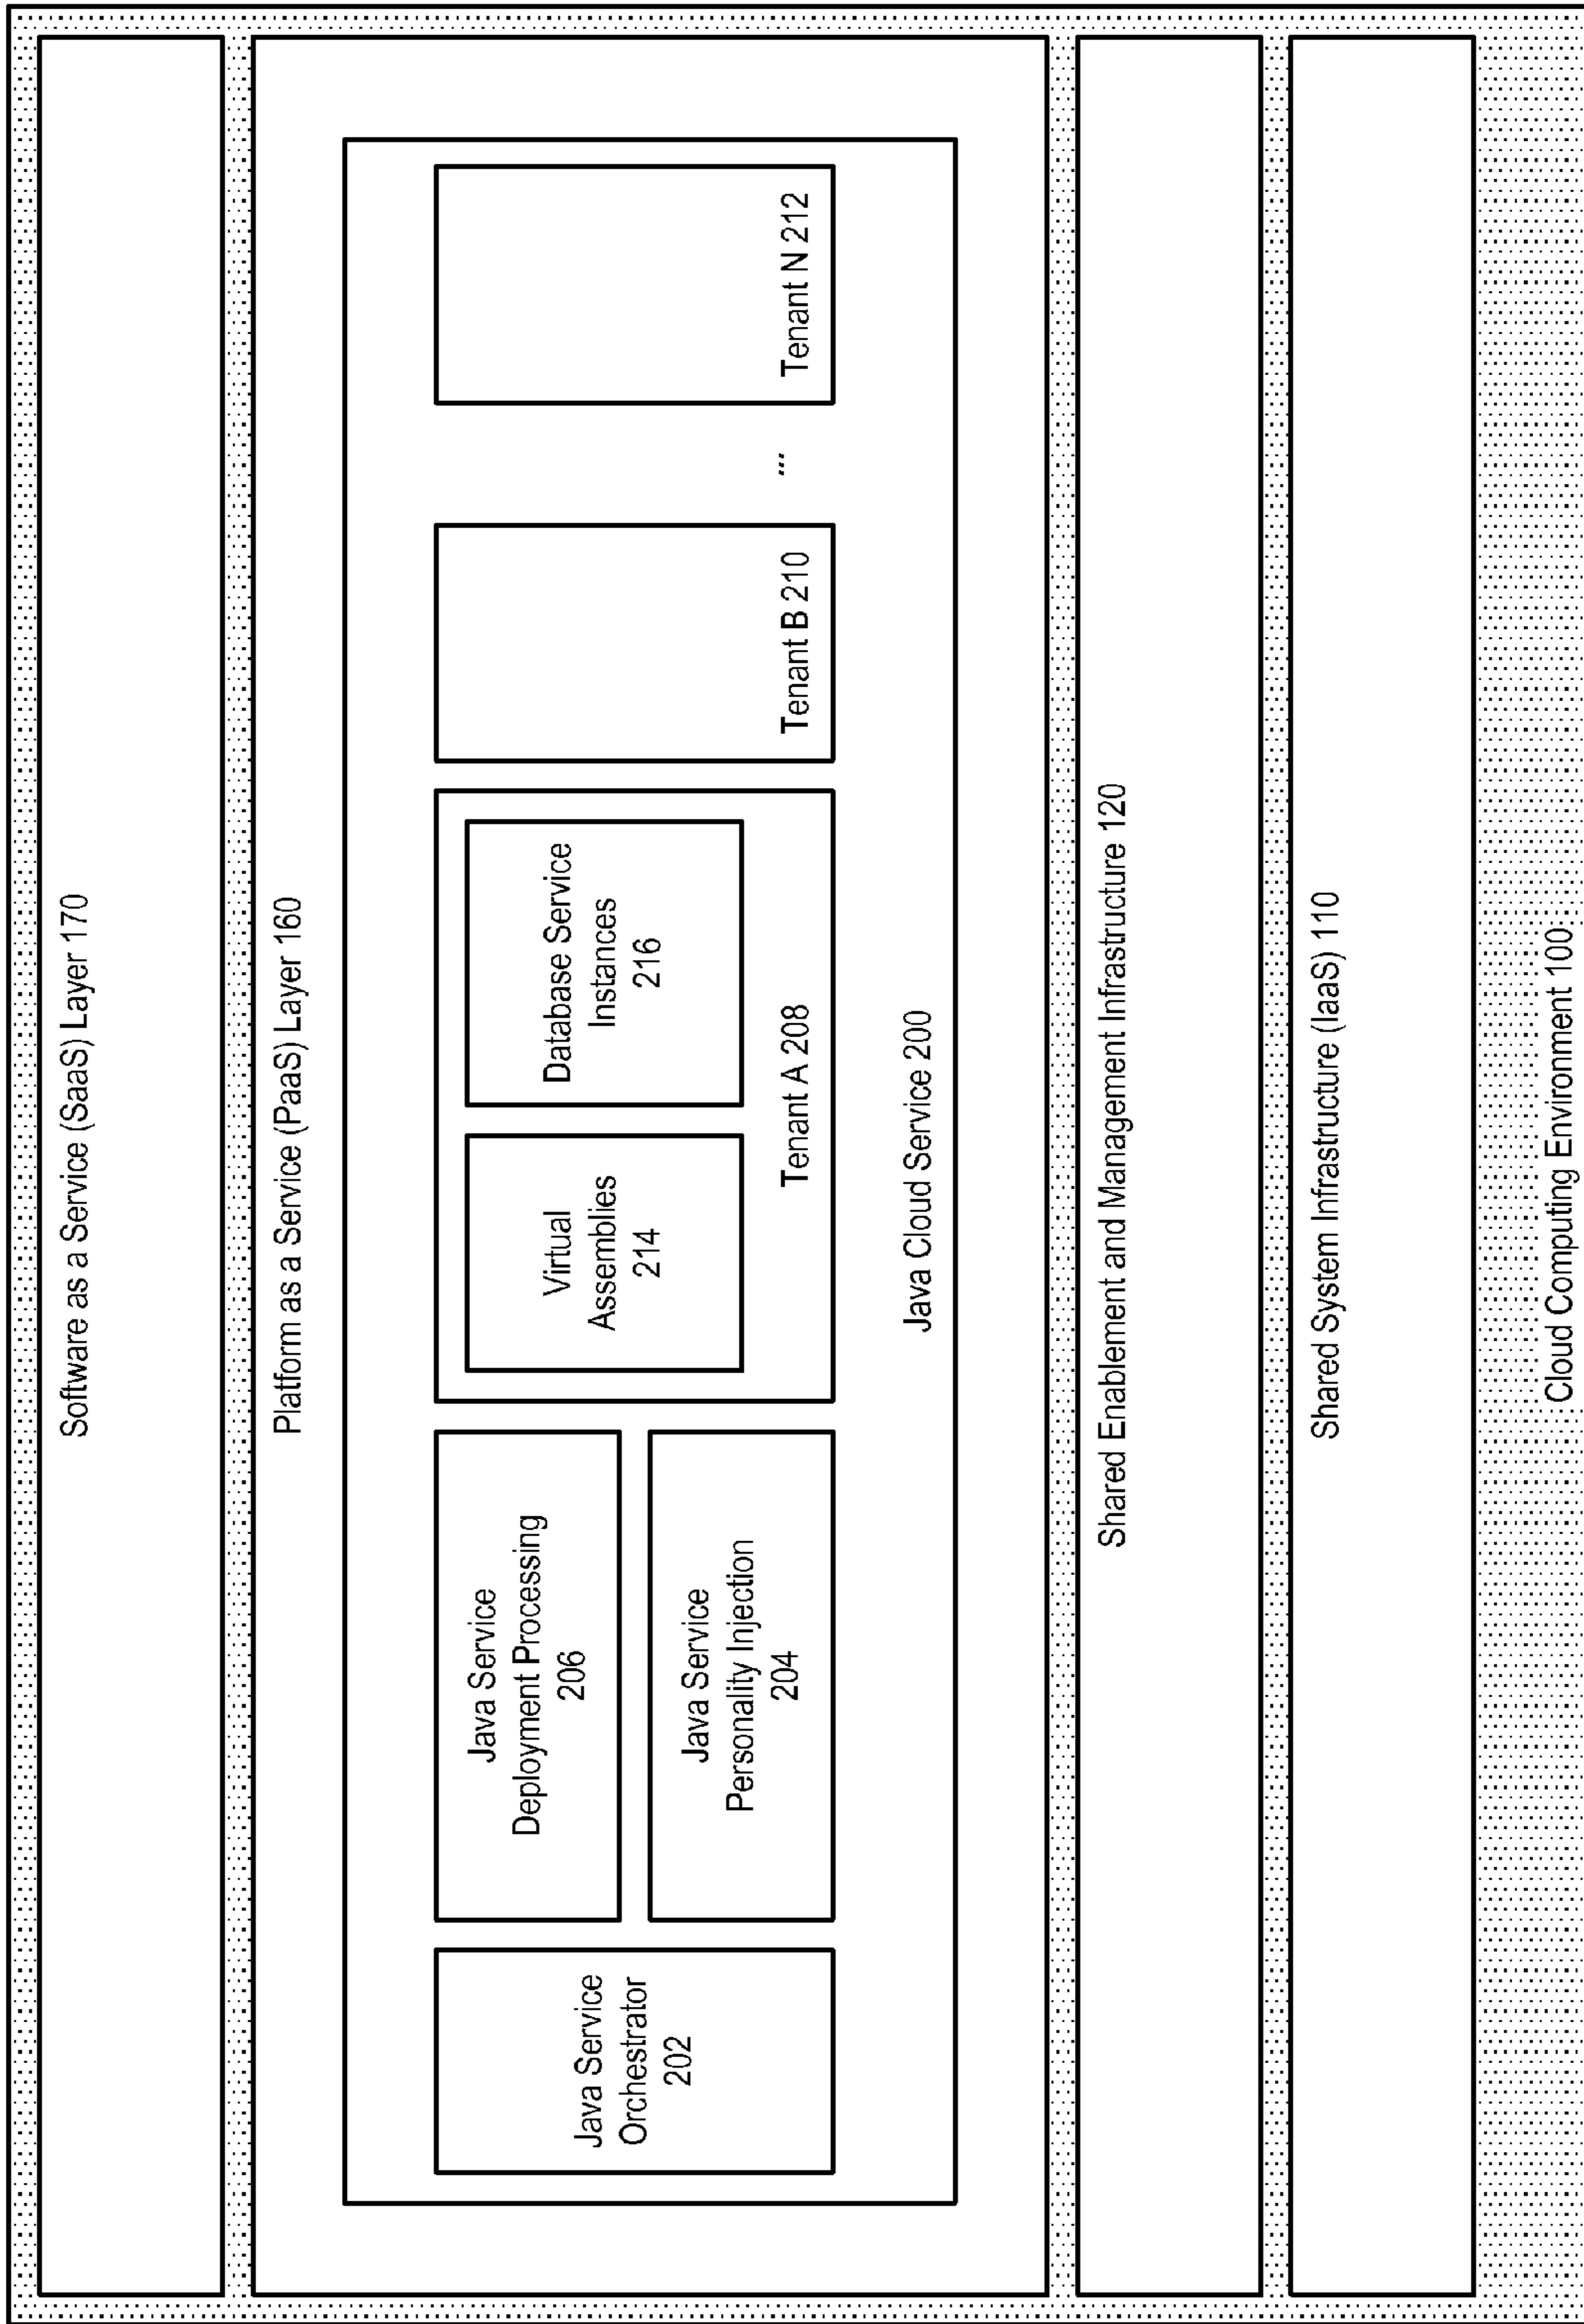 Software as a Service (SaaS) Layer 170
Platform as a Service (PaaS) Layer 160
Java Service
Orchestrator
202
Java Service
Deployment Processing
206
Java Service
Personality Injection
204
Virtual
Assemblies
214
Database Service
Instances
216
Tenant A 208
Tenant B 210
...
Tenant N 212
Java Cloud Service 200
Shared Enablement and Management Infrastructure 120
Shared System Infrastructure (IaaS) 110
Cloud Computing Environment 100